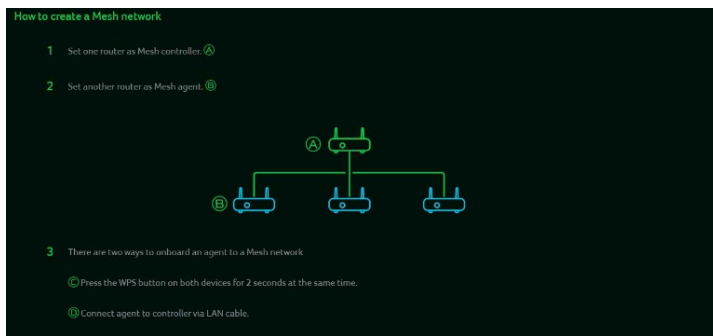 How to create a Mesh network
1 Set one router as Mesh controller. Ⓐ
2 Set another router as Mesh agent. Ⓑ
Ⓐ
Ⓑ
3 There are two ways to onboard an agent to a Mesh network
Ⓒ Press the WPS button on both devices for 2 seconds at the same time.
Ⓓ Connect agent to controller via LAN cable.